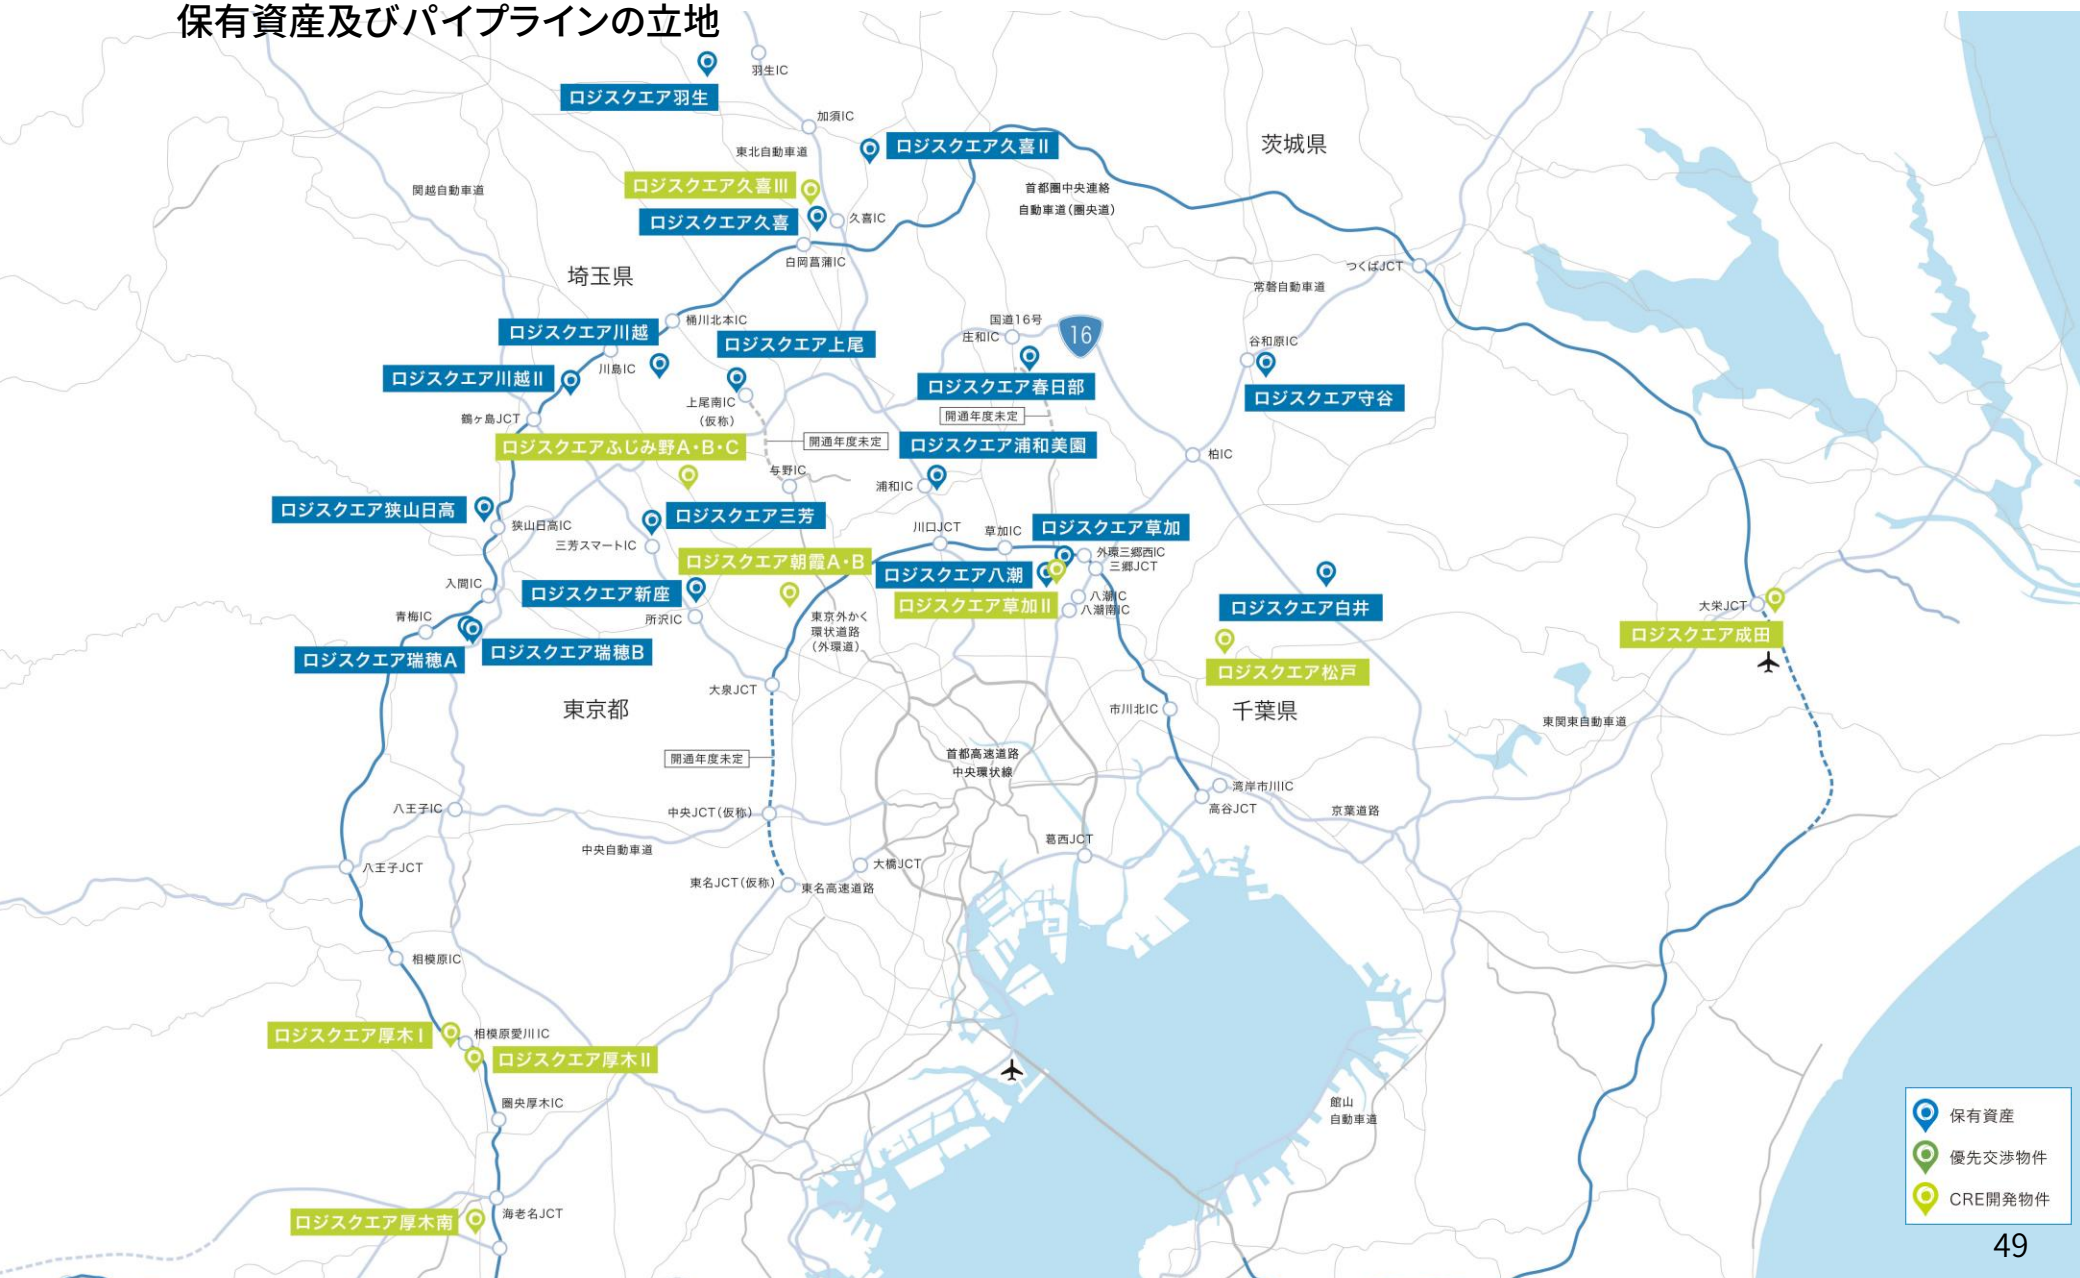 保有資産及びパイプラインの立地
羽生IC
ロジスクエア羽生
加須IC
東北自動車道
ロジスクエア久喜Ⅱ
茨城県
関越自動車道
ロジスクエア久喜Ⅲ
首都圏中央連絡
自動車道(圏央道)
ロジスクエア久喜
久喜IC
白岡菖蒲IC
埼玉県
つくばJCT
常磐自動車道
ロジスクエア川越
桶川北本IC
国道16号
庄和IC
16
ロジスクエア上尾
谷和原IC
川島IC
ロジスクエア川越Ⅱ
ロジスクエア春日部
ロジスクエア守谷
上尾南IC
(仮称)
開通年度未定
鶴ヶ島JCT
開通年度未定
ロジスクエアふじみ野A・B・C
ロジスクエア浦和美園
柏IC
与野IC
浦和IC
ロジスクエア狭山日高
ロジスクエア三芳
狭山日高IC
川口JCT
草加IC
ロジスクエア草加
三芳スマートIC
外環三郷西IC
三郷JCT
ロジスクエア朝霞A・B
ロジスクエア八潮
入間IC
ロジスクエア新座
八潮IC
八潮南IC
ロジスクエア草加Ⅱ
ロジスクエア白井
大栄JCT
青梅IC
所沢IC
東京外かく
環状道路
(外環道)
ロジスクエア成田
ロジスクエア瑞穂A
ロジスクエア瑞穂B
ロジスクエア松戸
大泉JCT
東京都
市川北IC
千葉県
東関東自動車道
開通年度未定
首都高速道路
中央環状線
湾岸市川IC
高谷JCT
京葉道路
八王子IC
中央JCT(仮称)
中央自動車道
葛西JCT
八王子JCT
大橋JCT
東名JCT(仮称)
東名高速道路
相模原IC
ロジスクエア厚木Ⅰ
相模原愛川IC
ロジスクエア厚木Ⅱ
圏央厚木IC
館山
自動車道
保有資産
優先交渉物件
CRE開発物件
海老名JCT
ロジスクエア厚木南
49